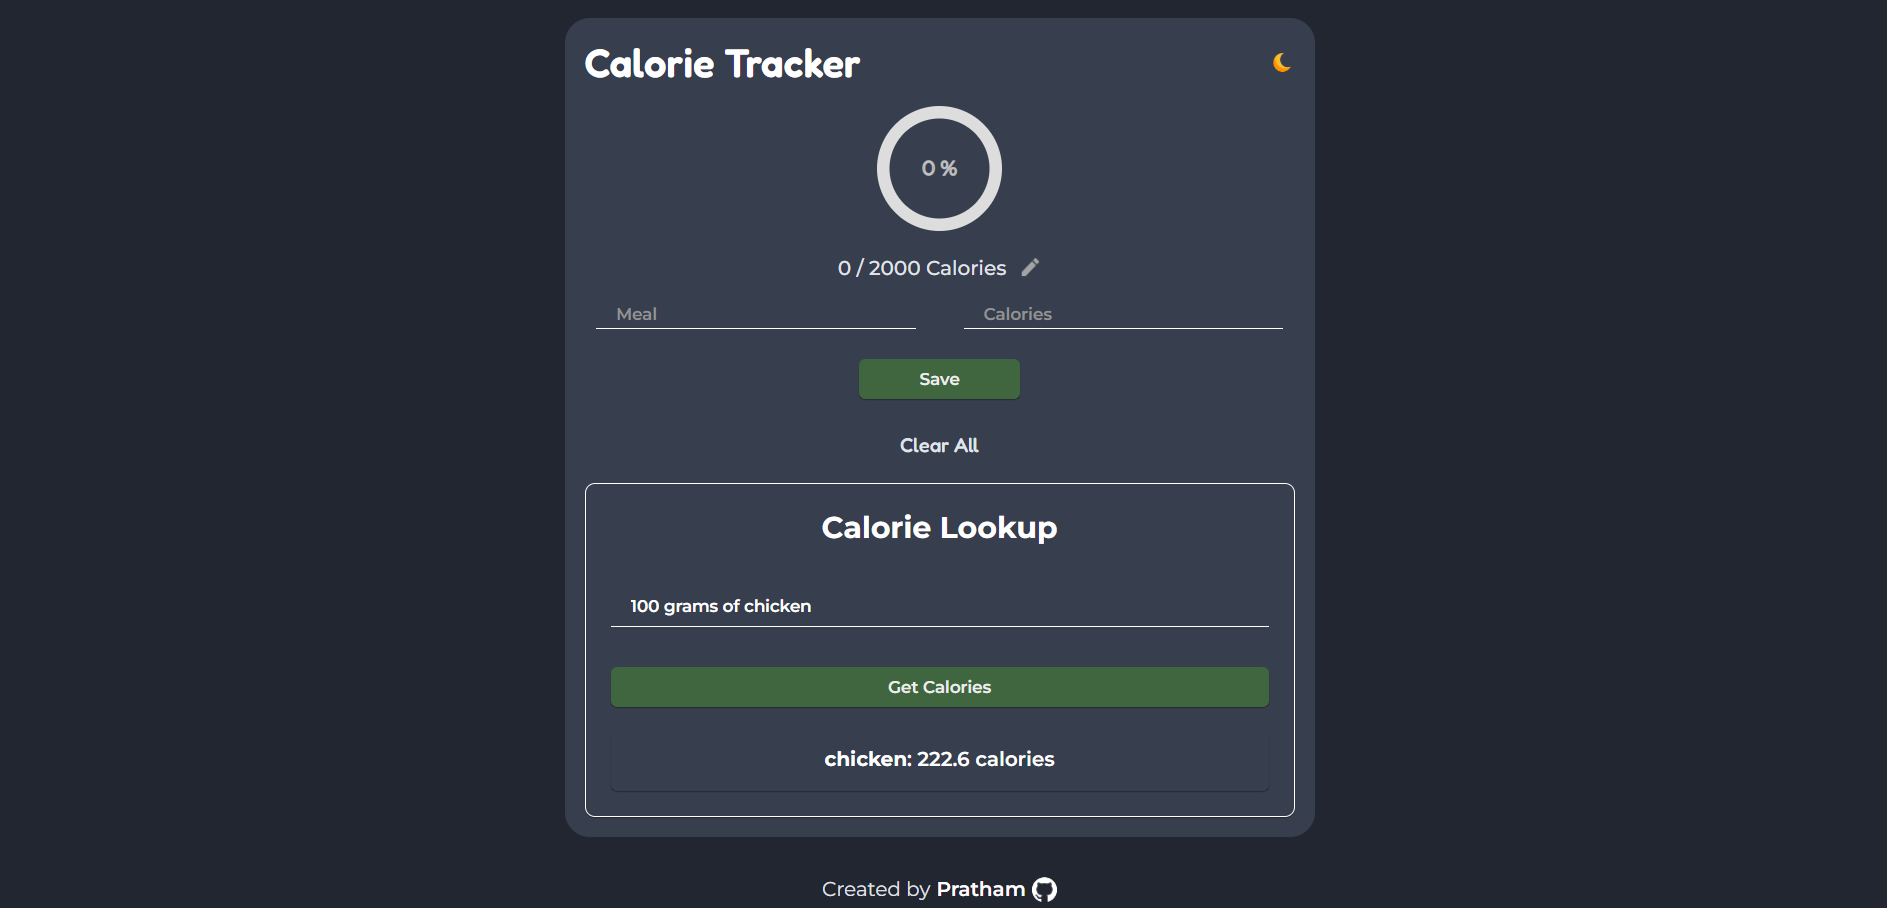 Calorie Tracker
0 %
0 / 2000 Calories
Meal
Calories
Save
Clear All
Calorie Lookup
100 grams of chicken
Get Calories
chicken: 222.6 calories
Created by Pratham